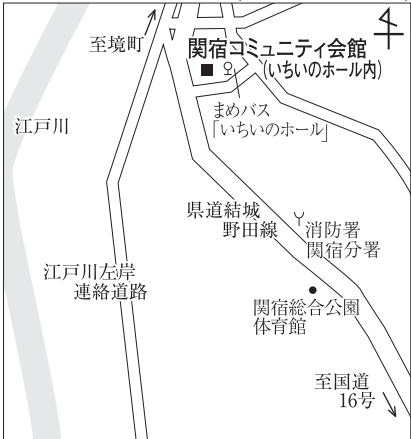 至境町
関宿コミュニティ会館
(いちいのホール内)
まめバス
「いちいのホール」
江戸川
県道結城
野田線
消防署
関宿分署
江戸川左岸
連絡道路
関宿総合公園
体育館
至国道
16号